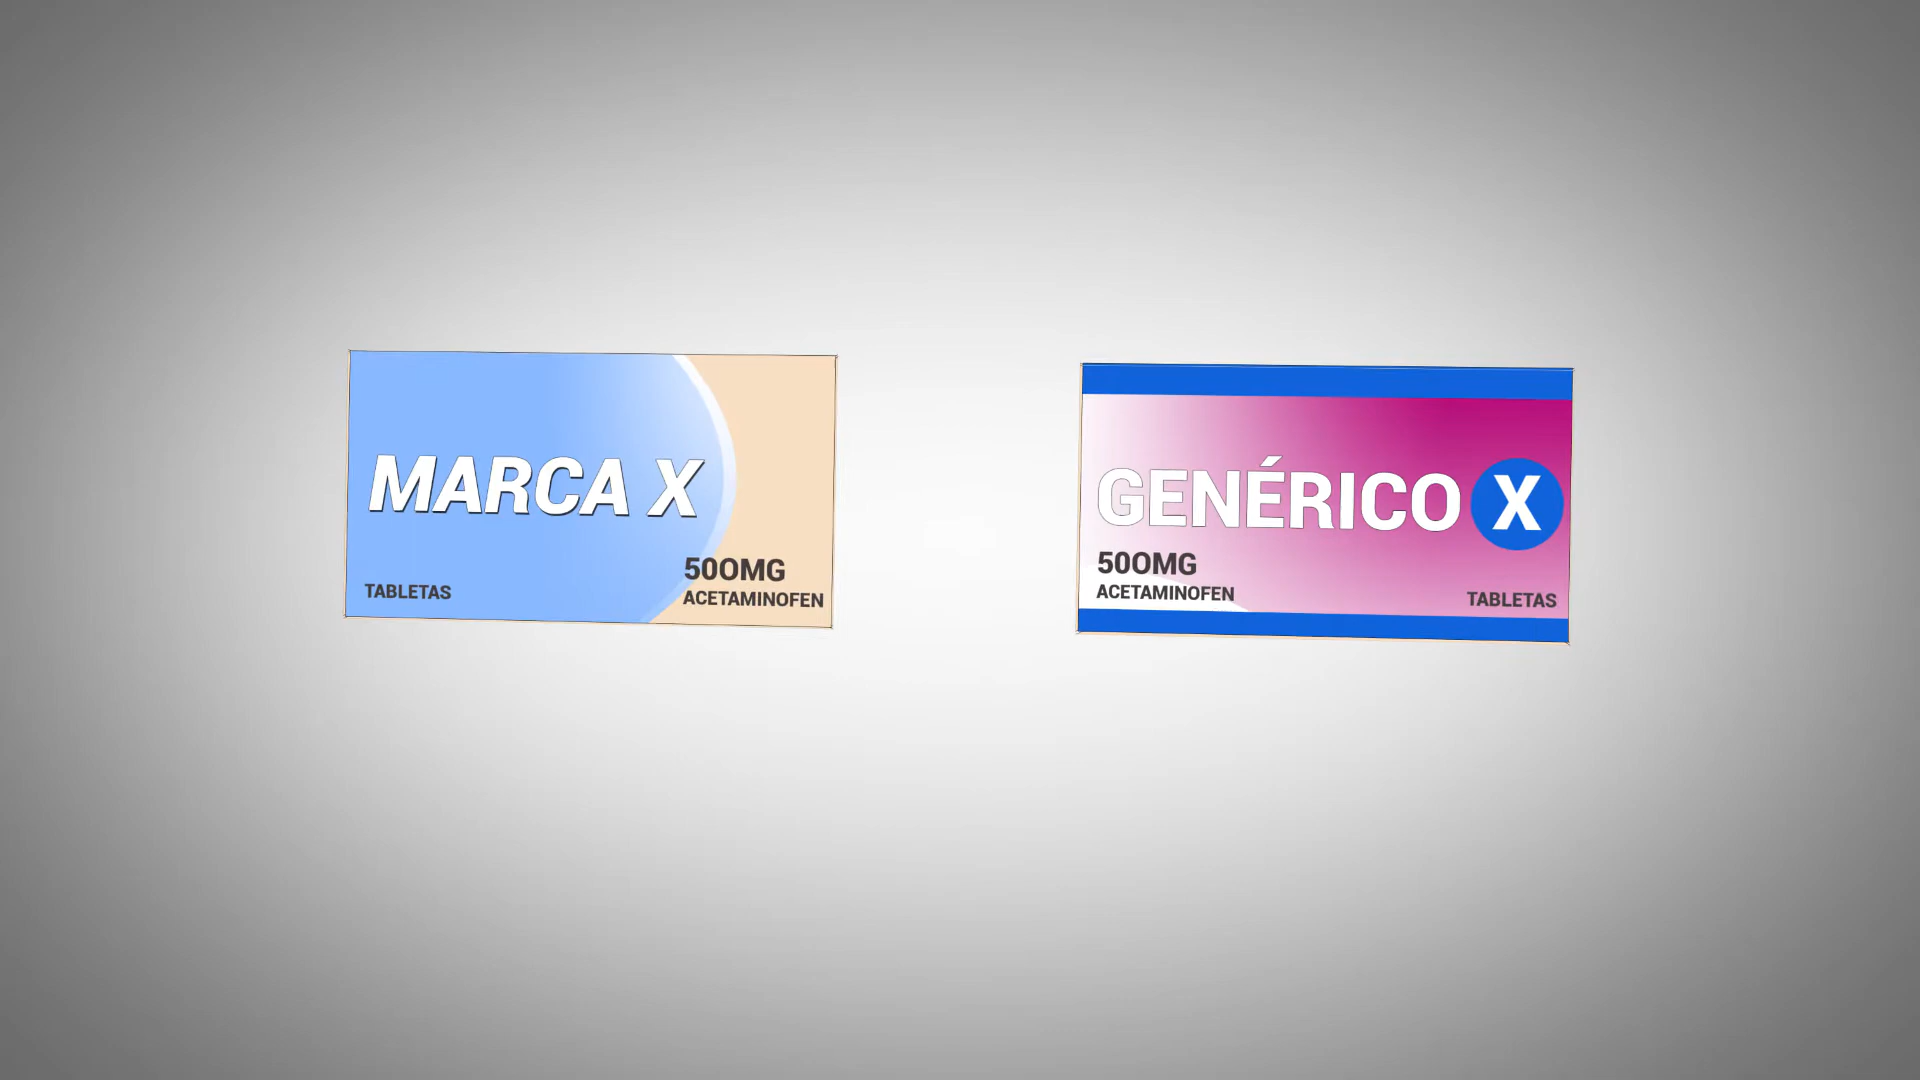 MARCA X
500MG
ACETAMINOFEN
TABLETAS
GENÉRICO X
500MG
ACETAMINOFEN
TABLETAS